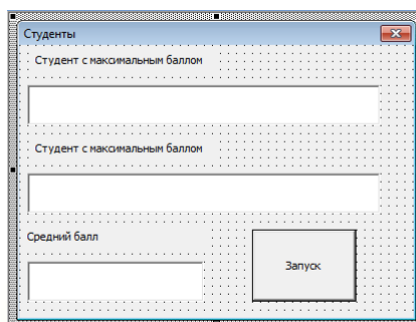 Студенты
Студент с максимальным баллом
Студент с максимальным баллом
Средний балл
Запуск